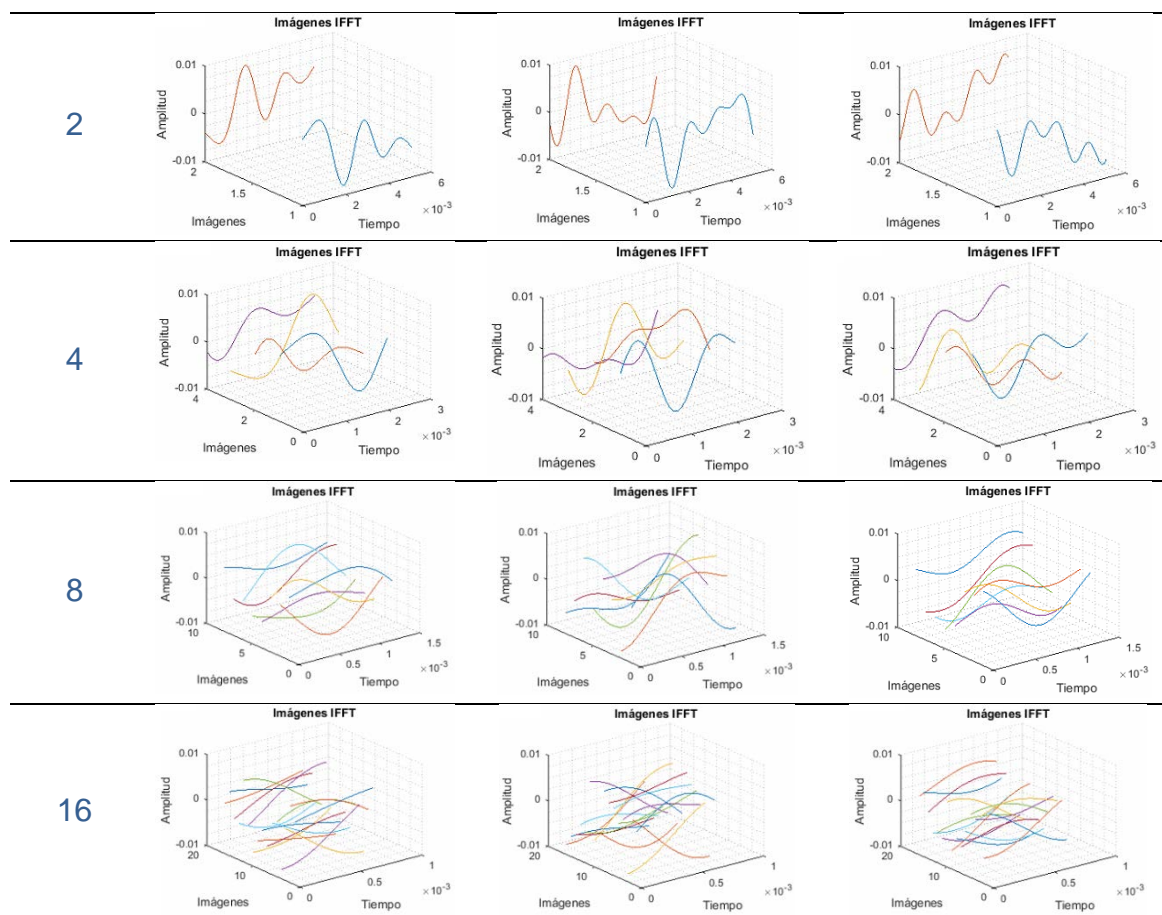 Imágenes IFFT Imágenes IFFT Imágenes IFFT
2
Amplitud 0.01 0 -0.01 2 1.5 1 Imágenes 0 2 4 6 ×10-3 Tiempo
Amplitud 0.01 0 -0.01 2 1.5 1 Imágenes 0 2 4 6 ×10-3 Tiempo
Amplitud 0.01 0 -0.01 2 1.5 1 Imágenes 0 2 4 6 ×10-3 Tiempo
Imágenes IFFT Imágenes IFFT Imágenes IFFT
4
Amplitud 0.01 0 -0.01 4 2 0 Imágenes 0 1 2 3 ×10-3 Tiempo
Amplitud 0.01 0 -0.01 4 2 0 Imágenes 0 1 2 3 ×10-3 Tiempo
Amplitud 0.01 0 -0.01 4 2 0 Imágenes 0 1 2 3 ×10-3 Tiempo
Imágenes IFFT Imágenes IFFT Imágenes IFFT
8
Amplitud 0.01 0 -0.01 10 5 0 Imágenes 0 0.5 1 1.5 ×10-3 Tiempo
Amplitud 0.01 0 -0.01 10 5 0 Imágenes 0 0.5 1 1.5 ×10-3 Tiempo
Amplitud 0.01 0 -0.01 10 5 0 Imágenes 0 0.5 1 1.5 ×10-3 Tiempo
Imágenes IFFT Imágenes IFFT Imágenes IFFT
16
Amplitud 0.01 0 -0.01 20 10 0 Imágenes 0 0.5 1 ×10-3 Tiempo
Amplitud 0.01 0 -0.01 20 10 0 Imágenes 0 0.5 1 ×10-3 Tiempo
Amplitud 0.01 0 -0.01 20 10 0 Imágenes 0 0.5 1 ×10-3 Tiempo